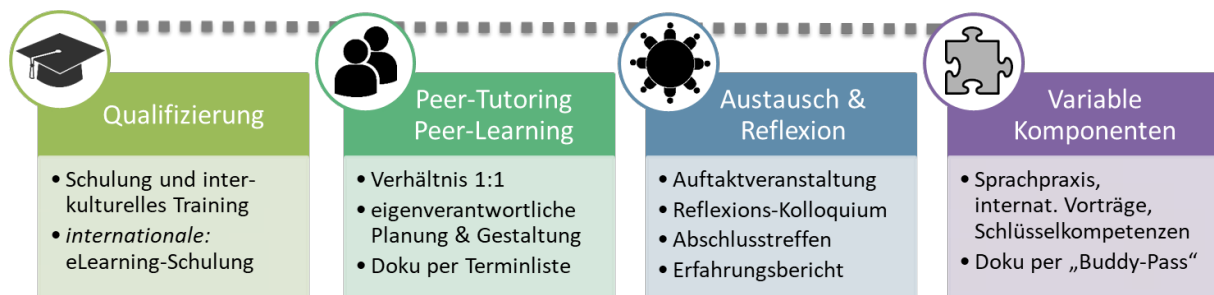 Qualifizierung
• Schulung und inter-
kulturelles Training
• internationale:
eLearning-Schulung
Peer-Tutoring
Peer-Learning
• Verhältnis 1:1
• eigenverantwortliche
Planung & Gestaltung
• Doku per Terminliste
Austausch &
Reflexion
• Auftaktveranstaltung
• Reflexions-Kolloquium
• Abschlusstreffen
• Erfahrungsbericht
Variable
Komponenten
• Sprachpraxis,
internat. Vorträge,
Schlüsselkompetenzen
• Doku per „Buddy-Pass“